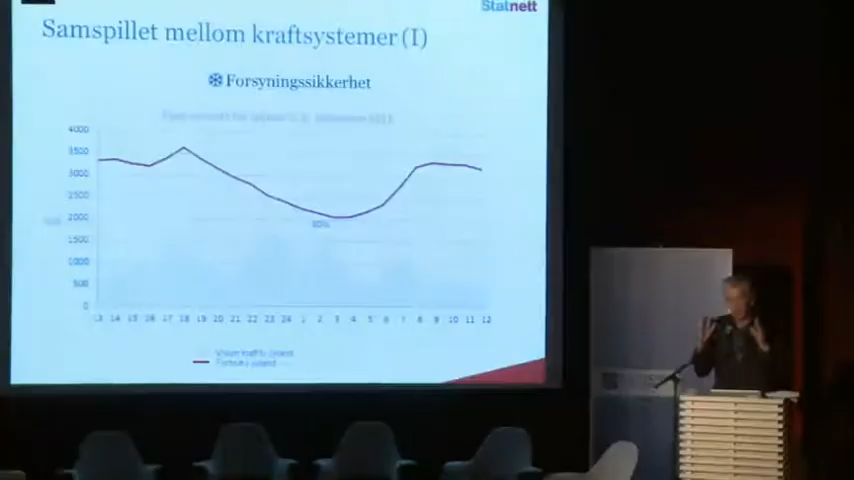 Statnett
Samspillet mellom kraftsystemer (I)
Forsyningssikkerhet
4000
3500
3000
2500
2000
1500
1000
500
0
80%
13 14 15 16 17 18 19 20 21 22 23 24 1 2 3 4 5 6 7 8 9 10 11 12